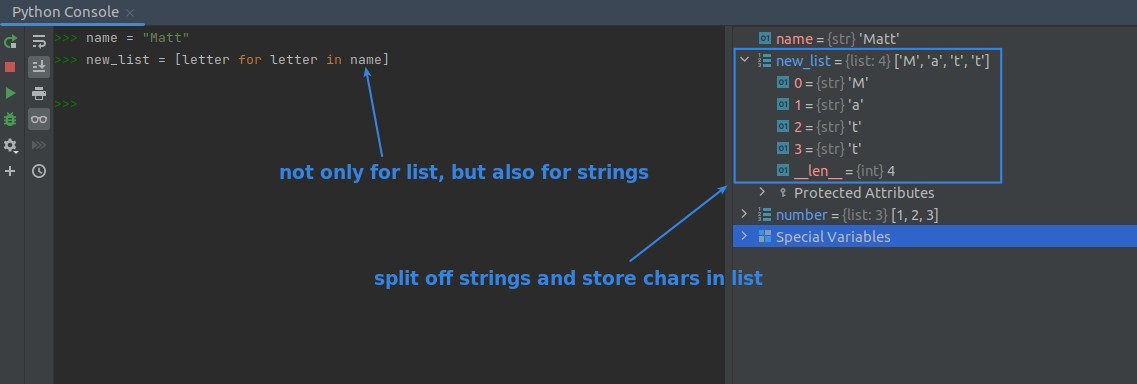 Python Console ×
>>> name = "Matt"
>>> new_list = [letter for letter in name]
>>>
not only for list, but also for strings
split off strings and store chars in list
name = {str} 'Matt'
new_list = {list: 4} ['M', 'a', 't', 't']
0 = {str} 'M'
1 = {str} 'a'
2 = {str} 't'
3 = {str} 't'
__len__ = {int} 4
Protected Attributes
number = {list: 3} [1, 2, 3]
Special Variables